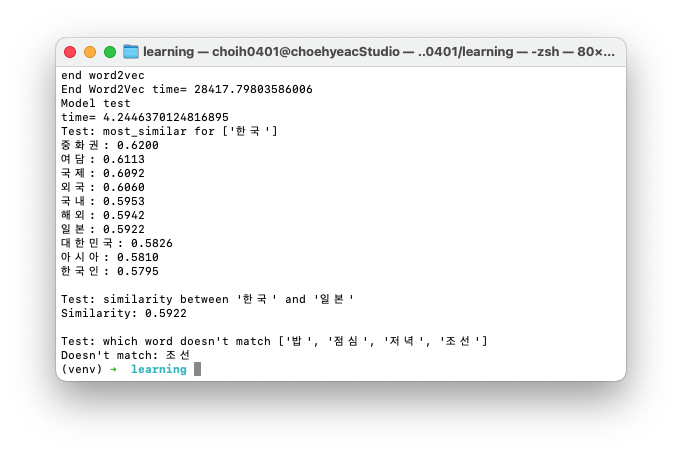 learning — choih0401@choehyeacStudio — ..0401/learning — -zsh — 80×...
end word2vec
End Word2Vec time= 28417.79803586006
Model test
time= 4.2446370124816895
Test: most_similar for ['한국']
중화권: 0.6200
여담: 0.6113
국제: 0.6092
외국: 0.6060
국내: 0.5953
해외: 0.5942
일본: 0.5922
대한민국: 0.5826
아시아: 0.5810
한국인: 0.5795
Test: similarity between '한국' and '일본'
Similarity: 0.5922
Test: which word doesn't match ['밥', '점심', '저녁', '조선']
Doesn't match: 조선
(venv) → learning